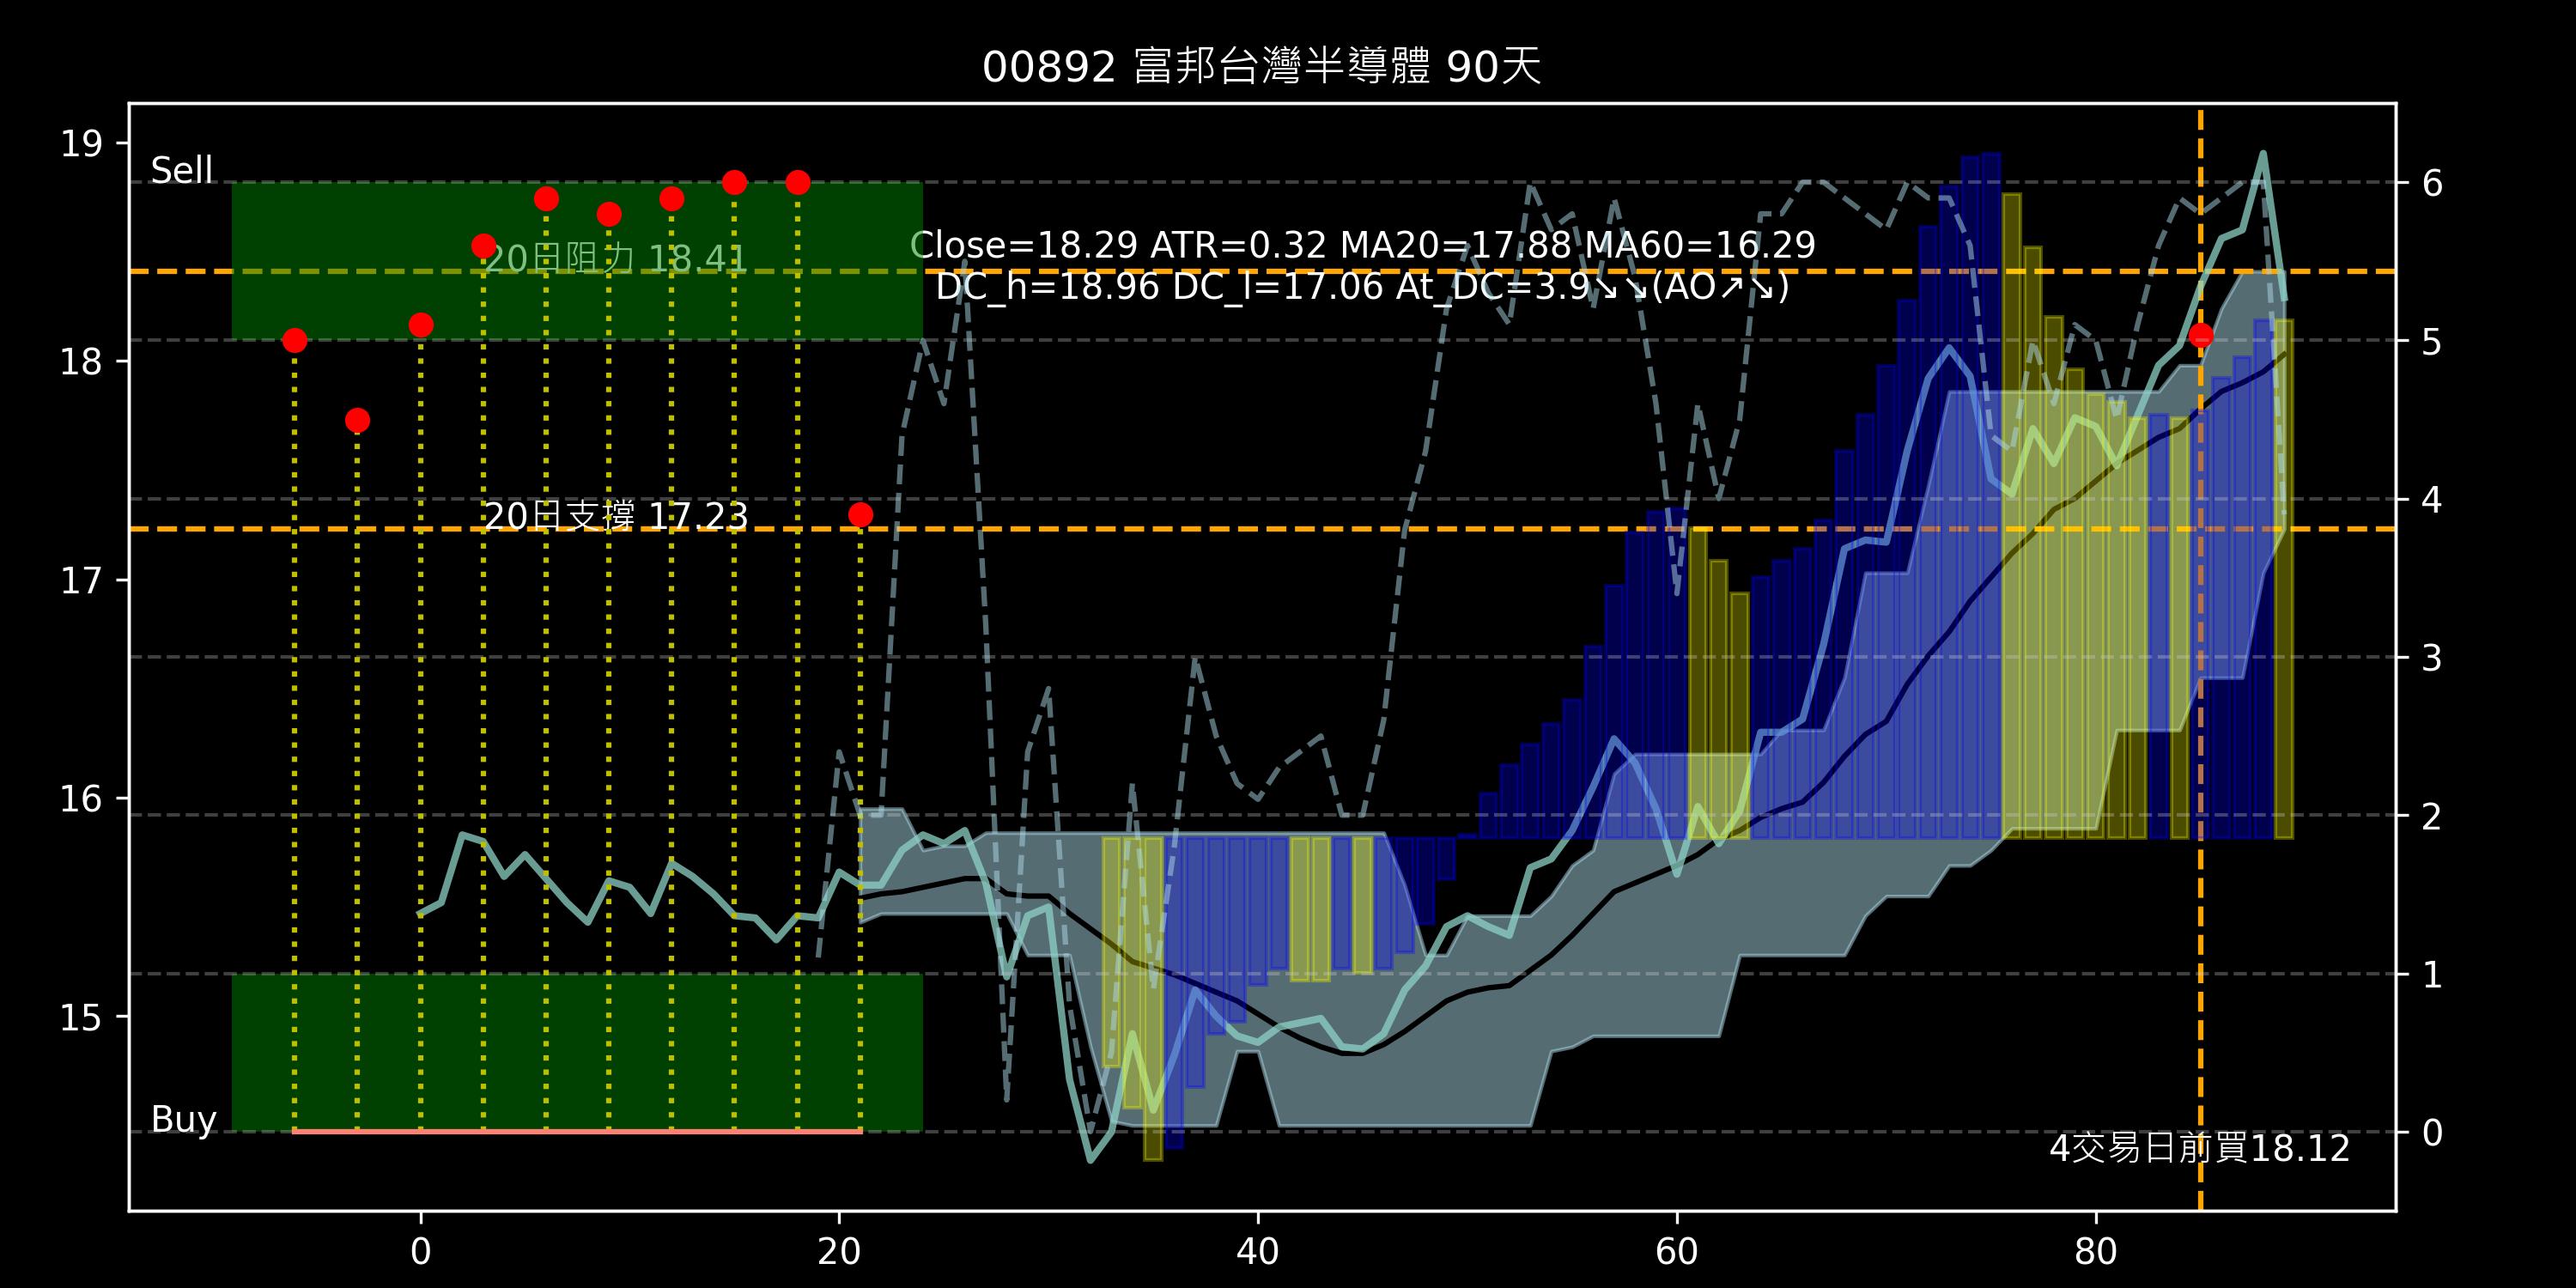 00892 富邦台灣半導體 90天
19
18
17
16
15
Sell
20日阻力 18.41
20日支撐 17.23
Buy
Close=18.29 ATR=0.32 MA20=17.88 MA60=16.29
DC_h=18.96 DC_l=17.06 At_DC=3.9↘↘(AO↗↘)
4交易日前買18.12
6
5
4
3
2
1
0
0 20 40 60 80